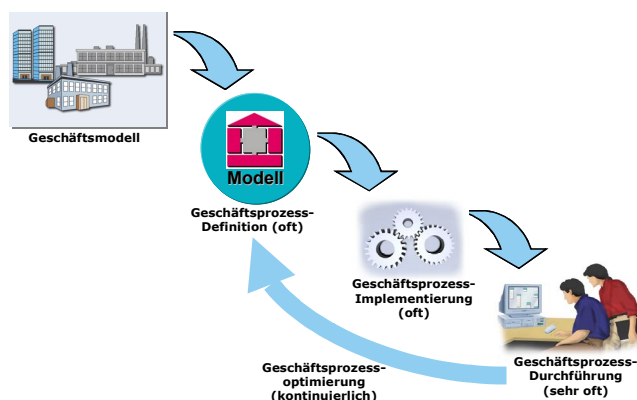 Geschäftsmodell
Modell
Geschäftsprozess-
Definition (oft)
Geschäftsprozess-
Implementierung
(oft)
Geschäftsprozess-
Durchführung
(sehr oft)
Geschäftsprozess-
optimierung
(kontinuierlich)